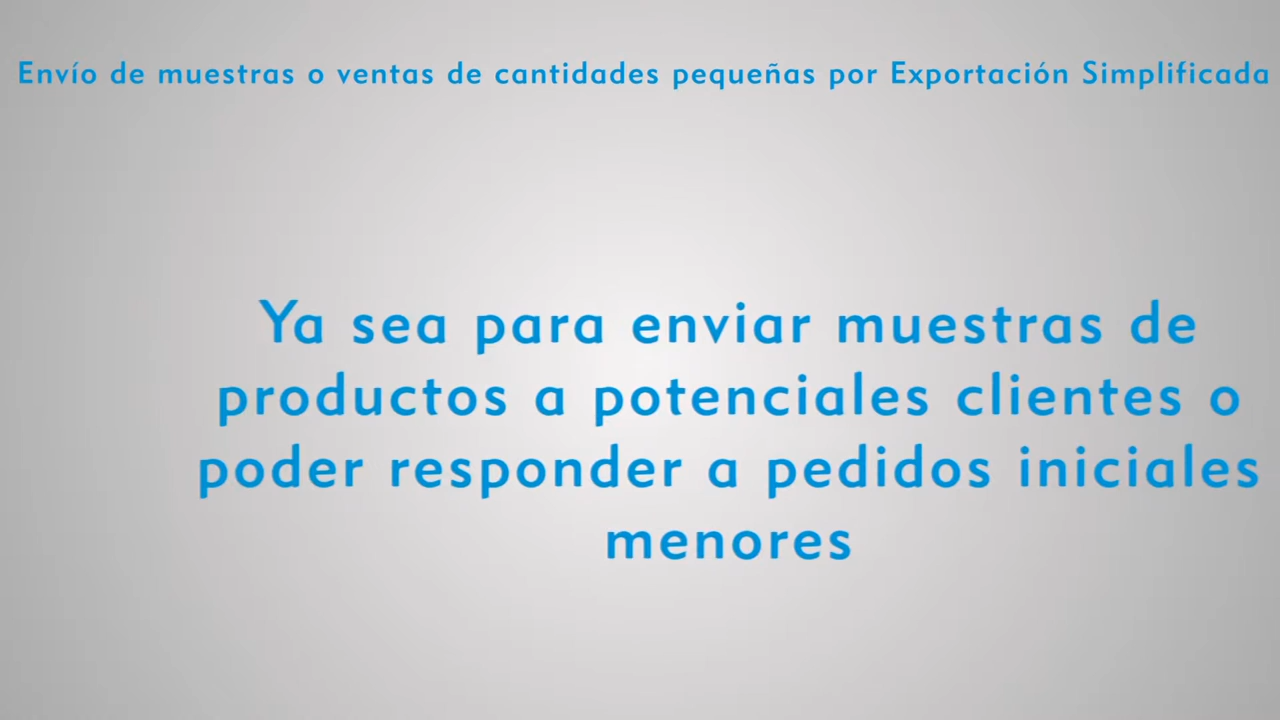 Envío de muestras o ventas de cantidades pequeñas por Exportación Simplificada
Ya sea para enviar muestras de
productos a potenciales clientes o
poder responder a pedidos iniciales
menores